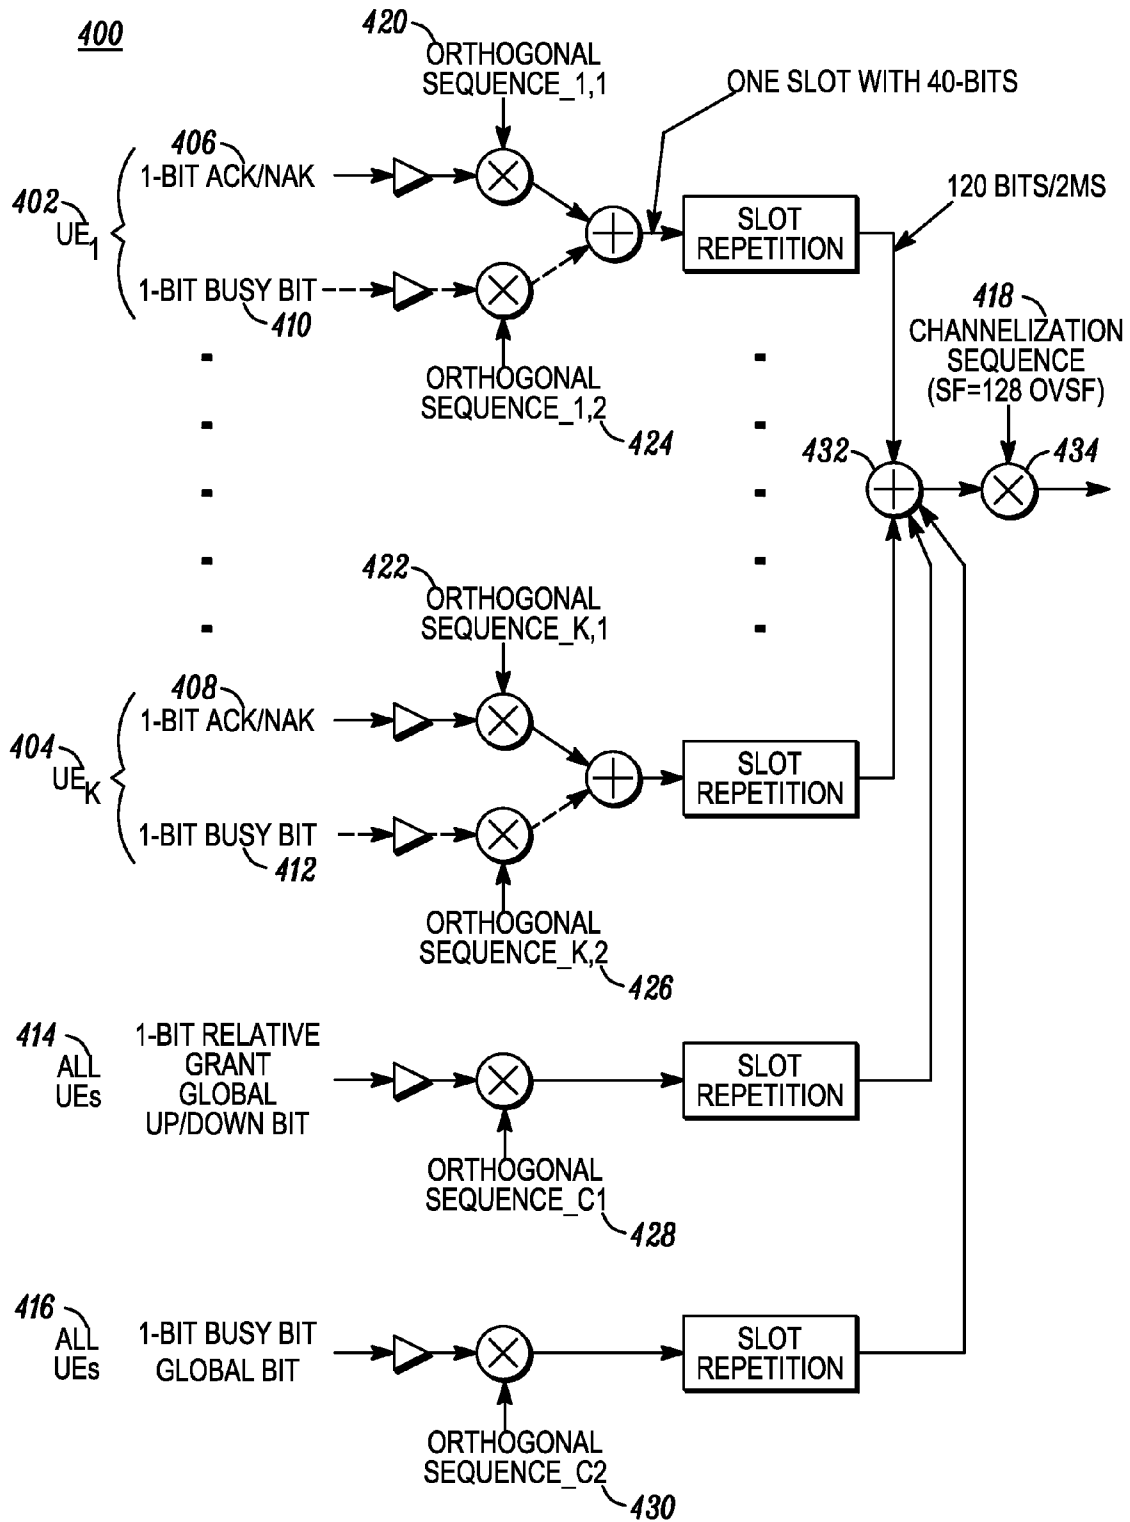 400
420
ORTHOGONAL
SEQUENCE_1,1
ONE SLOT WITH 40-BITS
406
1-BIT ACK/NAK
402
UE1
SLOT
REPETITION
120 BITS/2MS
1-BIT BUSY BIT
410
418
CHANNELIZATION
SEQUENCE
(SF=128 OVSF)
ORTHOGONAL
SEQUENCE_1,2
424
432
434
422
ORTHOGONAL
SEQUENCE_K,1
408
1-BIT ACK/NAK
404
UEK
SLOT
REPETITION
1-BIT BUSY BIT
412
ORTHOGONAL
SEQUENCE_K,2
426
414
ALL
UEs
1-BIT RELATIVE
GRANT
GLOBAL
UP/DOWN BIT
SLOT
REPETITION
ORTHOGONAL
SEQUENCE_C1
428
416
ALL
UEs
1-BIT BUSY BIT
GLOBAL BIT
SLOT
REPETITION
ORTHOGONAL
SEQUENCE_C2
430